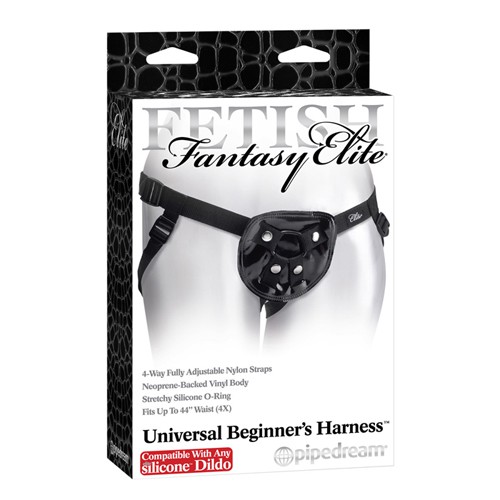 FETISH
Fantasy Elite®
Elite
4-Way Fully Adjustable Nylon Straps
Neoprene-Backed Vinyl Body
Stretchy Silicone O-Ring
Fits Up To 44" Waist (4X)
Universal Beginner's Harness™
Compatible With Any
silicone Dildo
pipedream®